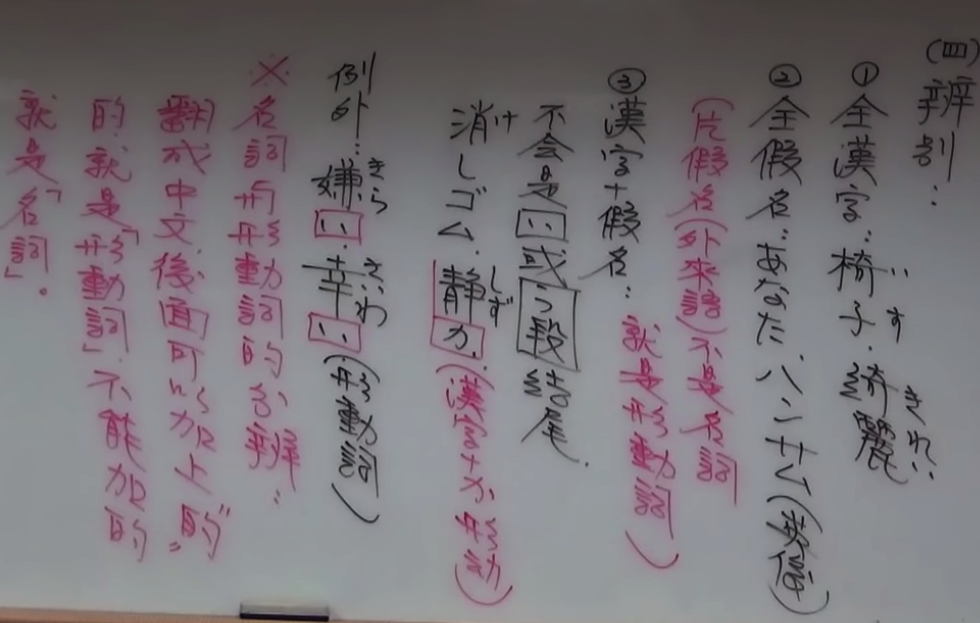 (四)辨別：
①全漢字：椅子．綺麗
いす きれい
②全假名：あなた．ハンサム(英俊)
(片假名(外來語)不是名詞
就是形動詞)
③漢字+假名：
不会是い或う段結尾．
消しゴム．静か．(漢字+か 形動)
け しず
例外：嫌い．幸い(形動詞)
きら さいわ
※名詞与形動詞的分辨：
翻成中文，後面可以加上"的"
的，就是「形動詞」．不能加的
就是「名詞」．